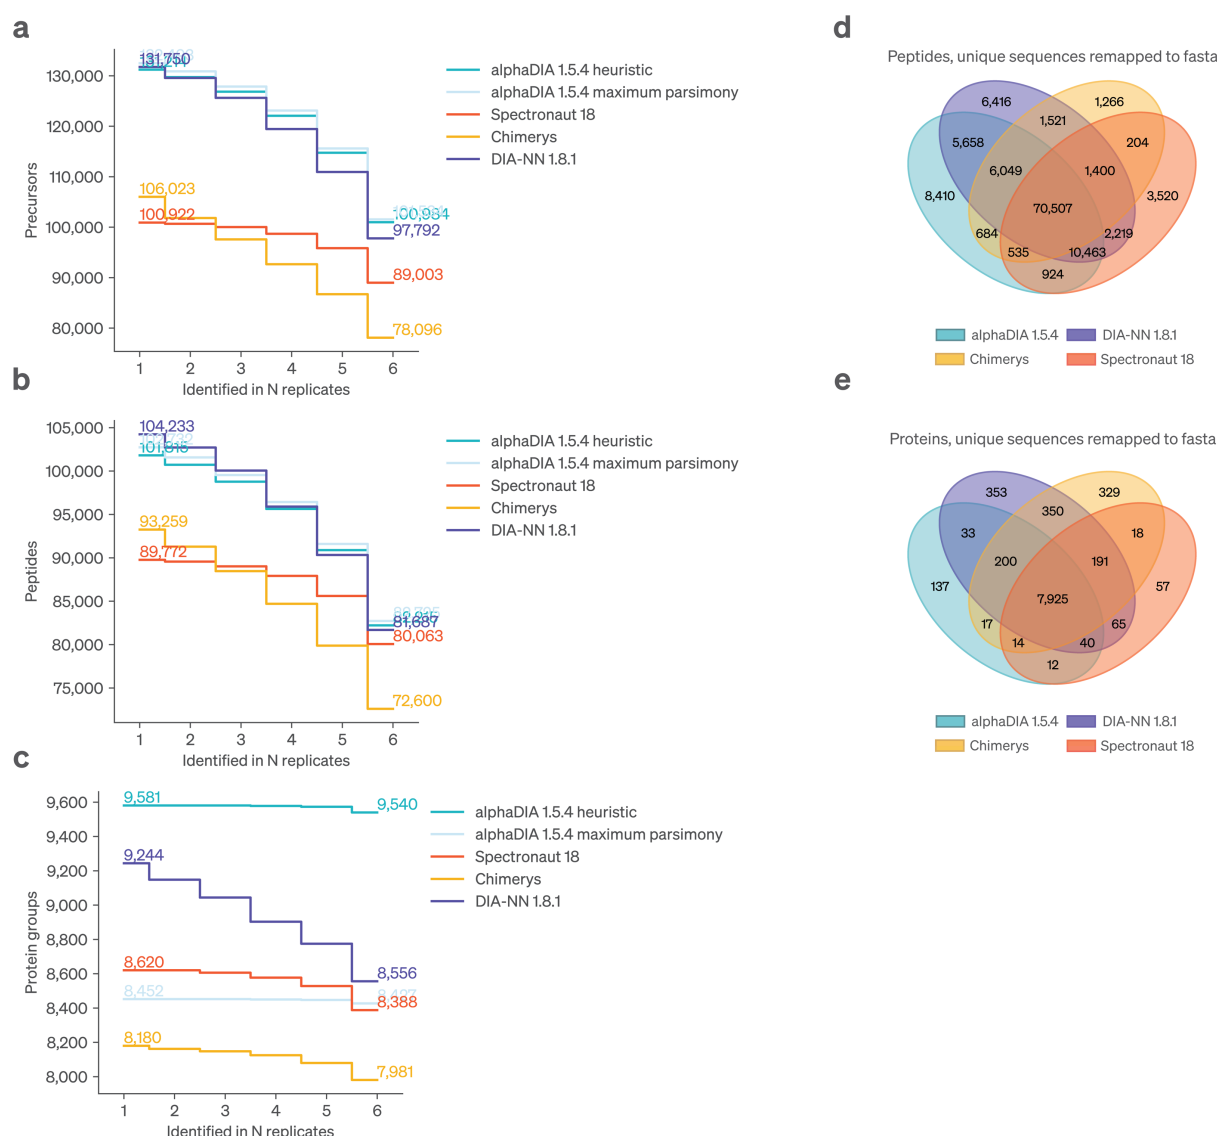 a
131,750
130,000
120,000
110,000
100,000
90,000
80,000
Precursors
106,023
100,922
100,984
97,792
89,003
78,096
1 2 3 4 5 6
Identified in N replicates
alphaDIA 1.5.4 heuristic
alphaDIA 1.5.4 maximum parsimony
Spectronaut 18
Chimerys
DIA-NN 1.8.1
b
105,000
100,000
95,000
90,000
85,000
80,000
75,000
Peptides
104,233
93,259
89,772
81,687
80,063
72,600
1 2 3 4 5 6
Identified in N replicates
alphaDIA 1.5.4 heuristic
alphaDIA 1.5.4 maximum parsimony
Spectronaut 18
Chimerys
DIA-NN 1.8.1
c
9,600
9,400
9,200
9,000
8,800
8,600
8,400
8,200
8,000
Protein groups
9,581
9,540
9,244
8,556
8,620
8,452
8,388
8,180
7,981
1 2 3 4 5 6
Identified in N replicates
alphaDIA 1.5.4 heuristic
alphaDIA 1.5.4 maximum parsimony
Spectronaut 18
Chimerys
DIA-NN 1.8.1
d
Peptides, unique sequences remapped to fasta
6,416 1,266
1,521
5,658 204
6,049 1,400
8,410 3,520
70,507
684 2,219
535 10,463
924
alphaDIA 1.5.4 DIA-NN 1.8.1
Chimerys Spectronaut 18
e
Proteins, unique sequences remapped to fasta
353 329
350
33 18
200 191
137 57
7,925
17 65
14 40
12
alphaDIA 1.5.4 DIA-NN 1.8.1
Chimerys Spectronaut 18